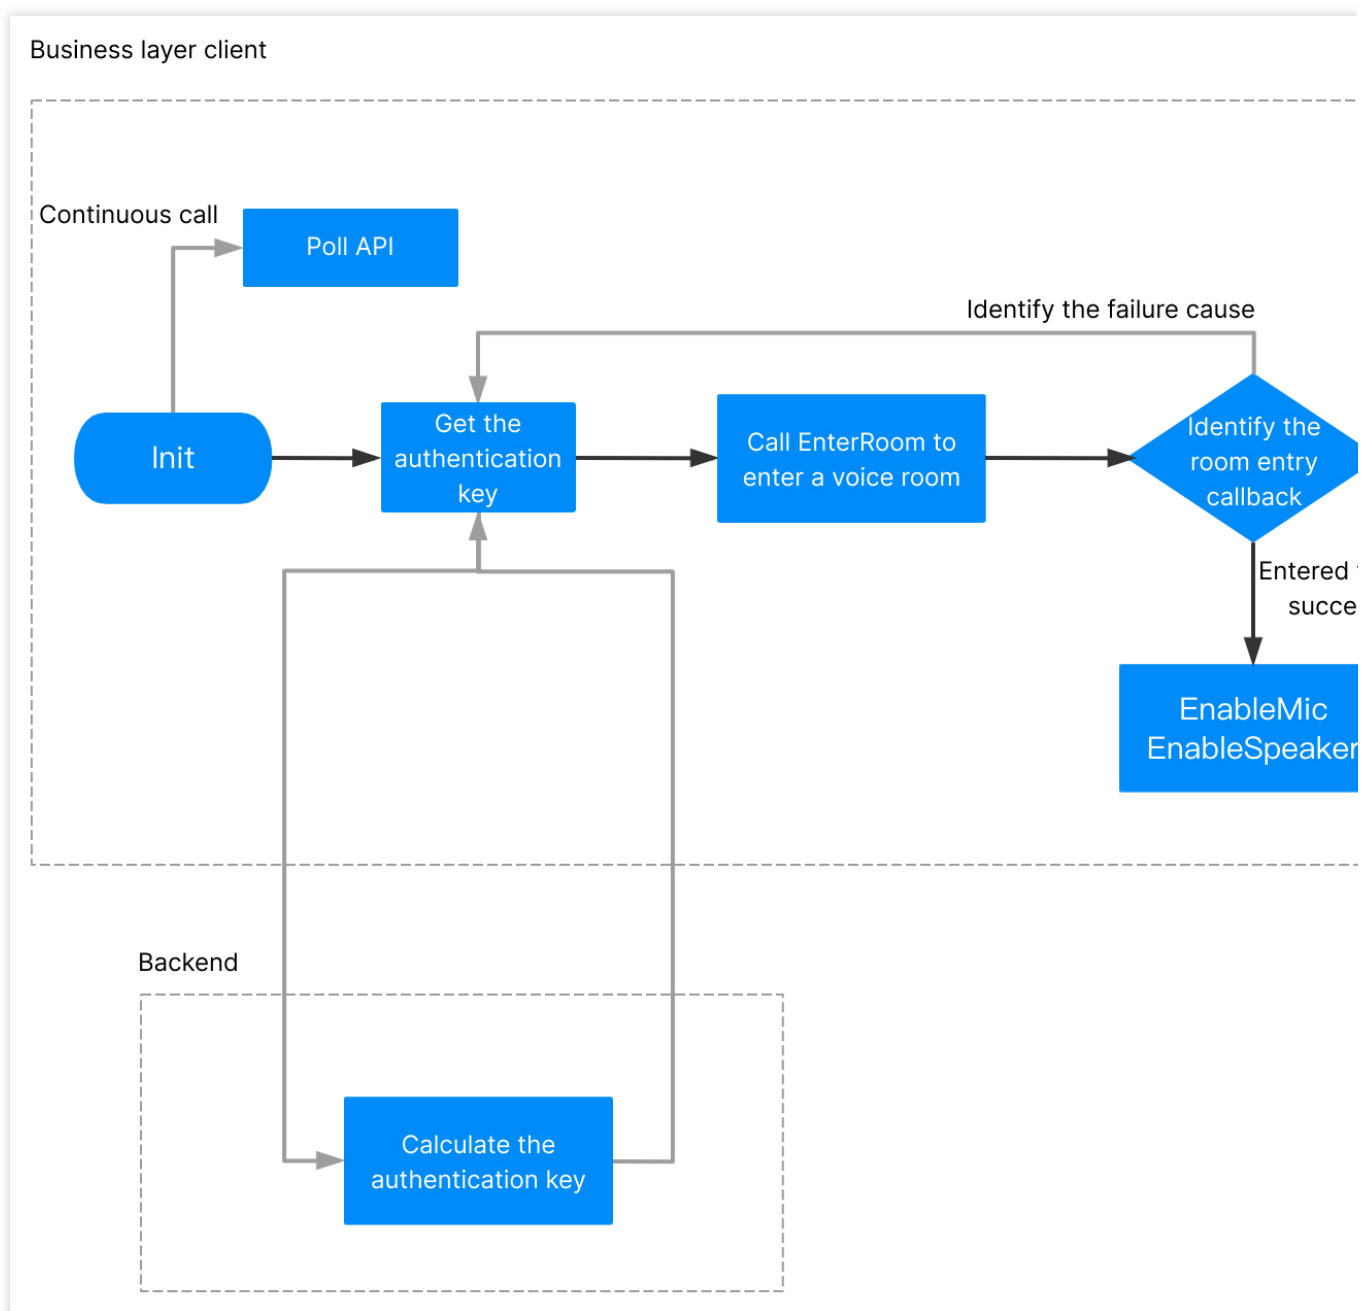 Business layer client
Continuous call
Poll API
Identify the failure cause
Init
Get the
authentication
key
Call EnterRoom to
enter a voice room
Identify the
room entry
callback
Entered
EnableMic
EnableSpeaker
Backend
Calculate the
authentication key